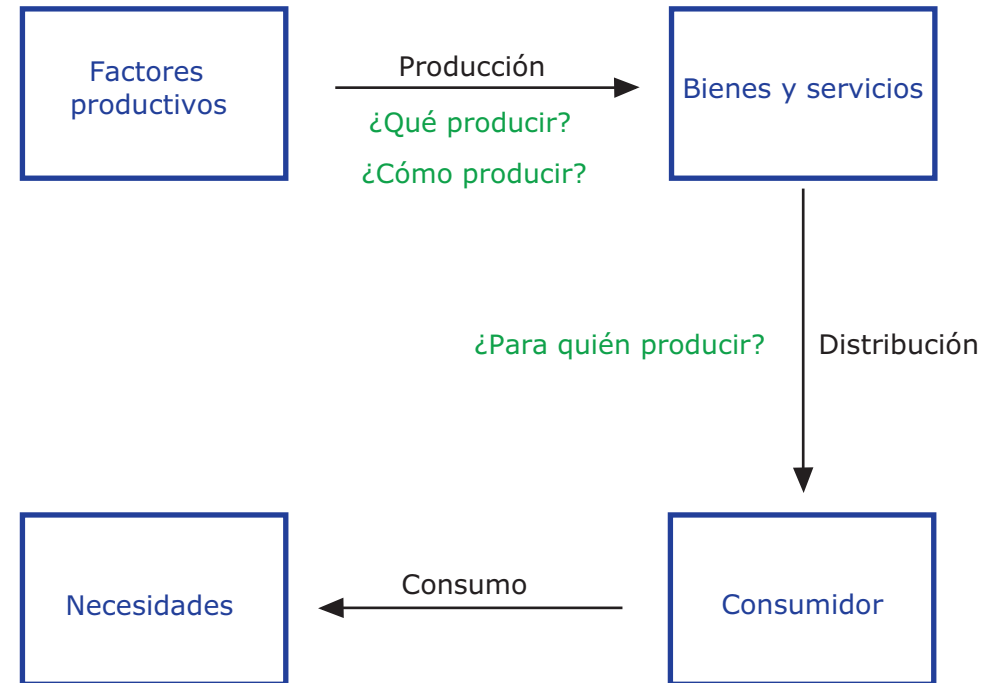 Factores
productivos
Producción
¿Qué producir?
¿Cómo producir?
Bienes y servicios
¿Para quién producir?
Distribución
Necesidades
Consumo
Consumidor